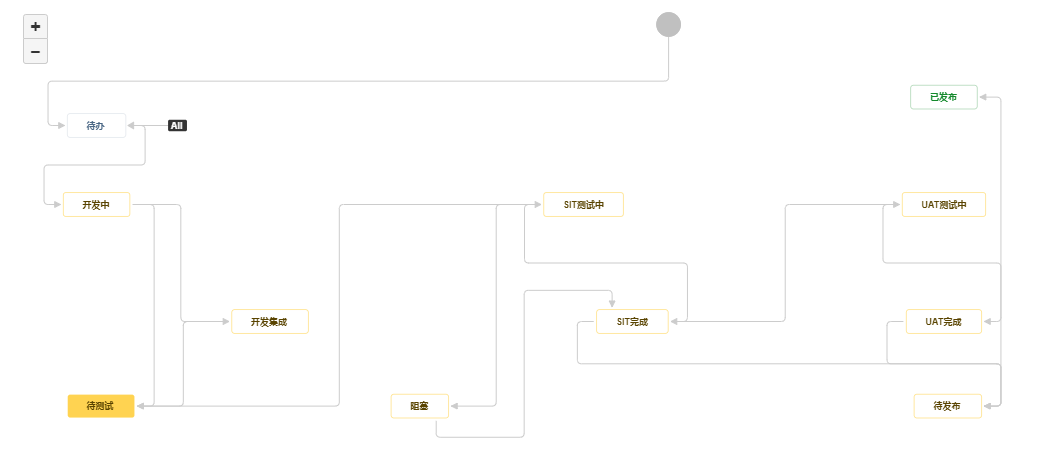 +
−
已发布
待办
All
开发中
SIT测试中
UAT测试中
开发集成
SIT完成
UAT完成
待测试
阻塞
待发布